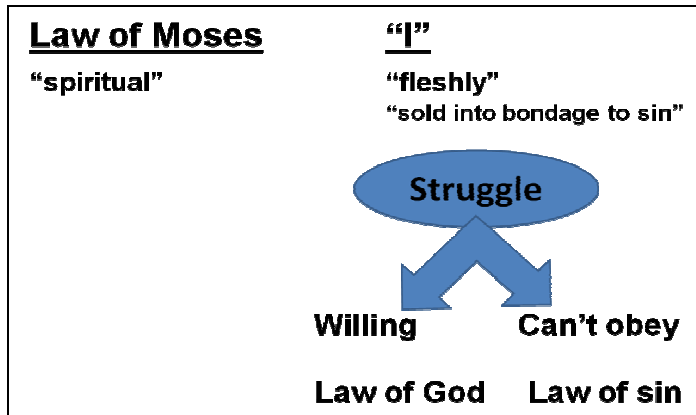 Law of Moses “I”
“spiritual” “fleshly”
“sold into bondage to sin”
Struggle
Willing Can’t obey
Law of God Law of sin